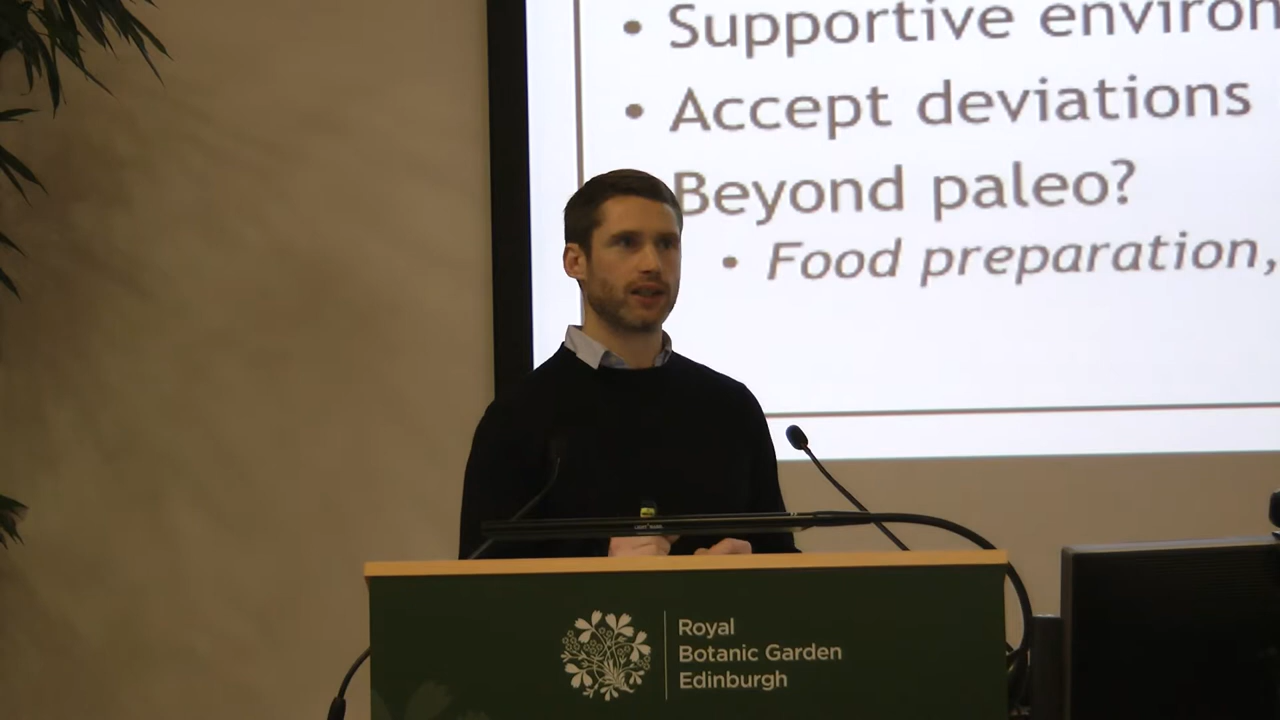 • Supportive environ
• Accept deviations
Beyond paleo?
• Food preparation,
Royal
Botanic Garden
Edinburgh